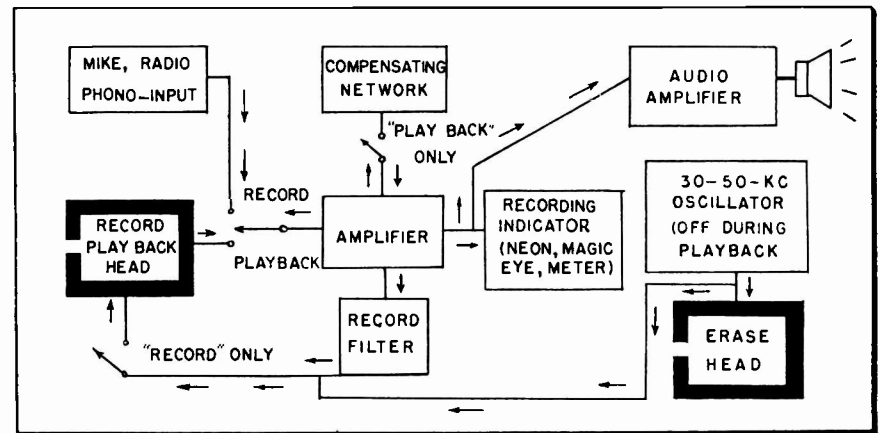 MIKE, RADIO
PHONO-INPUT
COMPENSATING
NETWORK
AUDIO
AMPLIFIER
"PLAY BACK"
ONLY
30-50-KC
OSCILLATOR
(OFF DURING
PLAYBACK
RECORD
RECORD
PLAY BACK
HEAD
PLAYBACK
AMPLIFIER
RECORDING
INDICATOR
(NEON, MAGIC
EYE, METER)
RECORD
FILTER
ERASE
HEAD
"RECORD" ONLY